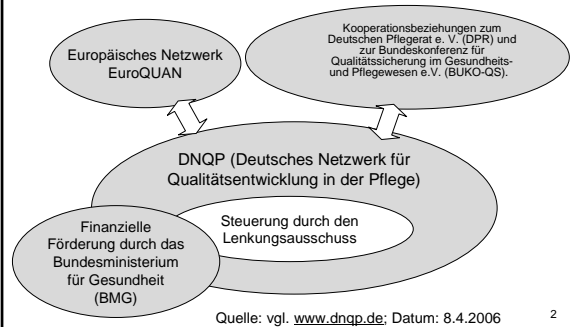 Europäisches Netzwerk
EuroQUAN
Kooperationsbeziehungen zum
Deutschen Pflegerat e. V. (DPR) und
zur Bundeskonferenz für
Qualitätssicherung im Gesundheits-
und Pflegewesen e.V. (BUKO-QS).
DNQP (Deutsches Netzwerk für
Qualitätsentwicklung in der Pflege)
Steuerung durch den
Lenkungsausschuss
Finanzielle
Förderung durch das
Bundesministerium
für Gesundheit
(BMG)
Quelle: vgl. www.dnqp.de; Datum: 8.4.2006
2